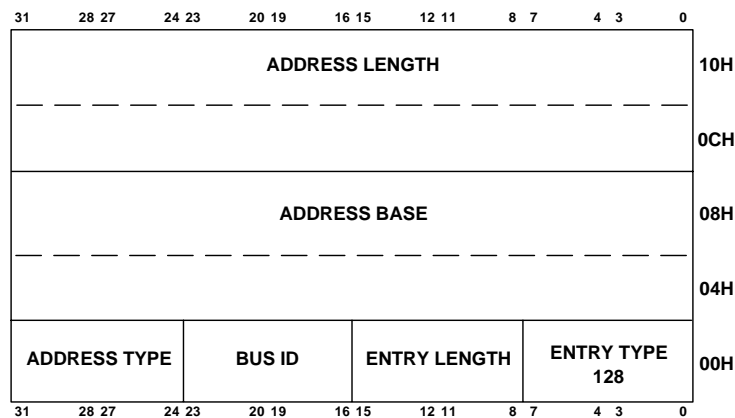 31 28 27 24 23 20 19 16 15 12 11 8 7 4 3 0
ADDRESS LENGTH 10H
0CH
ADDRESS BASE 08H
04H
ADDRESS TYPE BUS ID ENTRY LENGTH ENTRY TYPE 00H
128
31 28 27 24 23 20 19 16 15 12 11 8 7 4 3 0